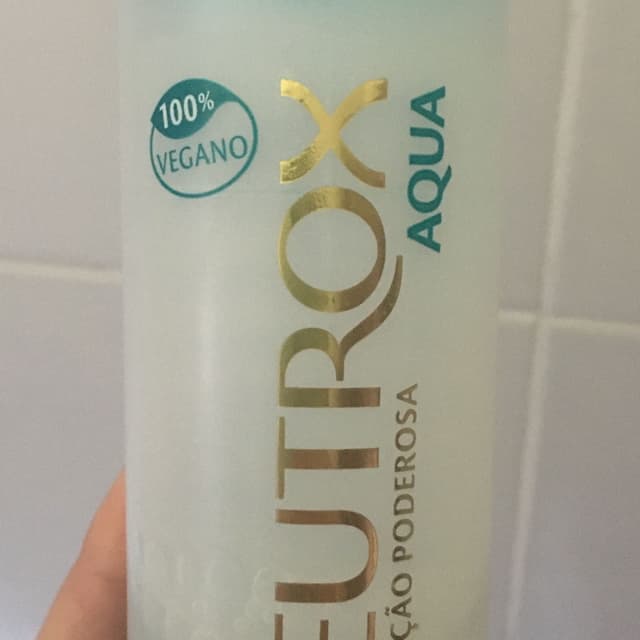 100%
VEGANO
EUTROX
AQUA
ÇÃO PODEROSA